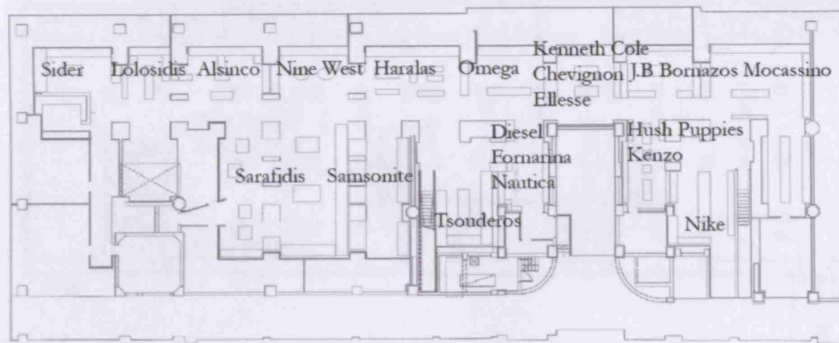 Sider
Lolosidis
Alsinco
Nine West
Haralas
Omega
Kenneth Cole
Chevignon
Ellesse
J.B Bornazos
Mocassino
Diesel
Fornarina
Nautica
Hush Puppies
Kenzo
Sarafidis
Samsonite
Tsouderos
Nike